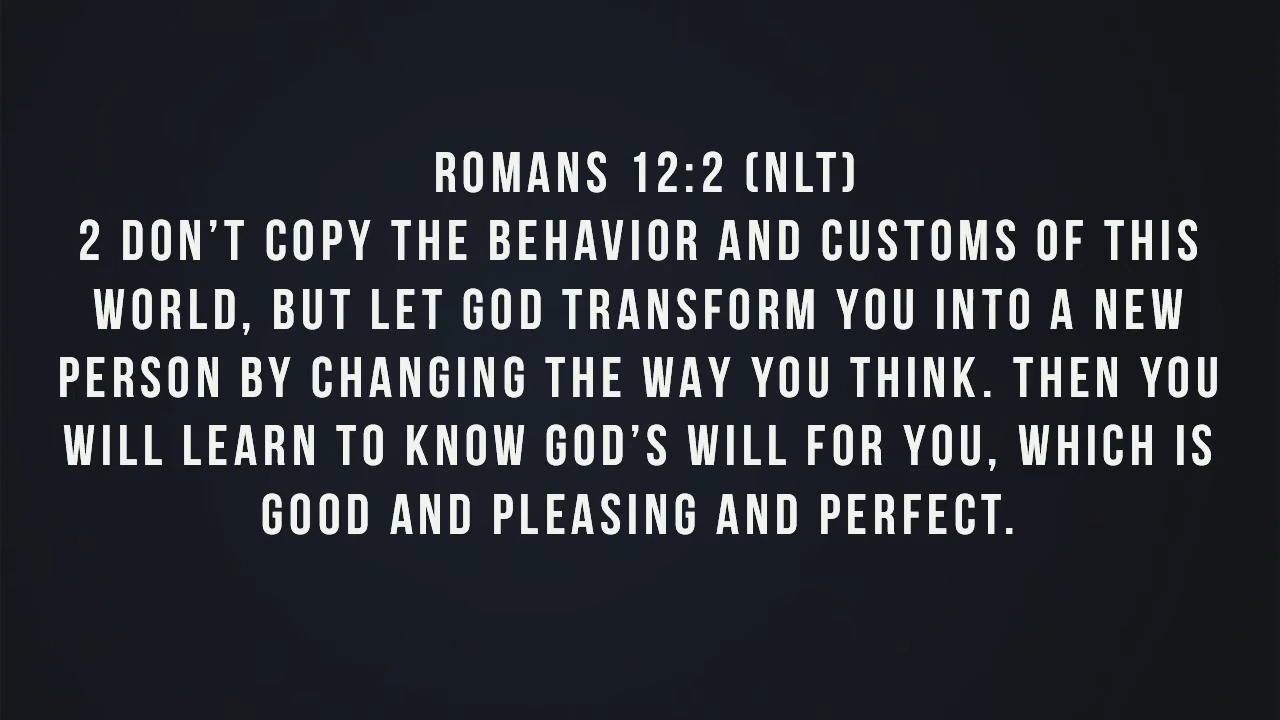 ROMANS 12:2 (NLT)
2 DON’T COPY THE BEHAVIOR AND CUSTOMS OF THIS
WORLD, BUT LET GOD TRANSFORM YOU INTO A NEW
PERSON BY CHANGING THE WAY YOU THINK. THEN YOU
WILL LEARN TO KNOW GOD’S WILL FOR YOU, WHICH IS
GOOD AND PLEASING AND PERFECT.